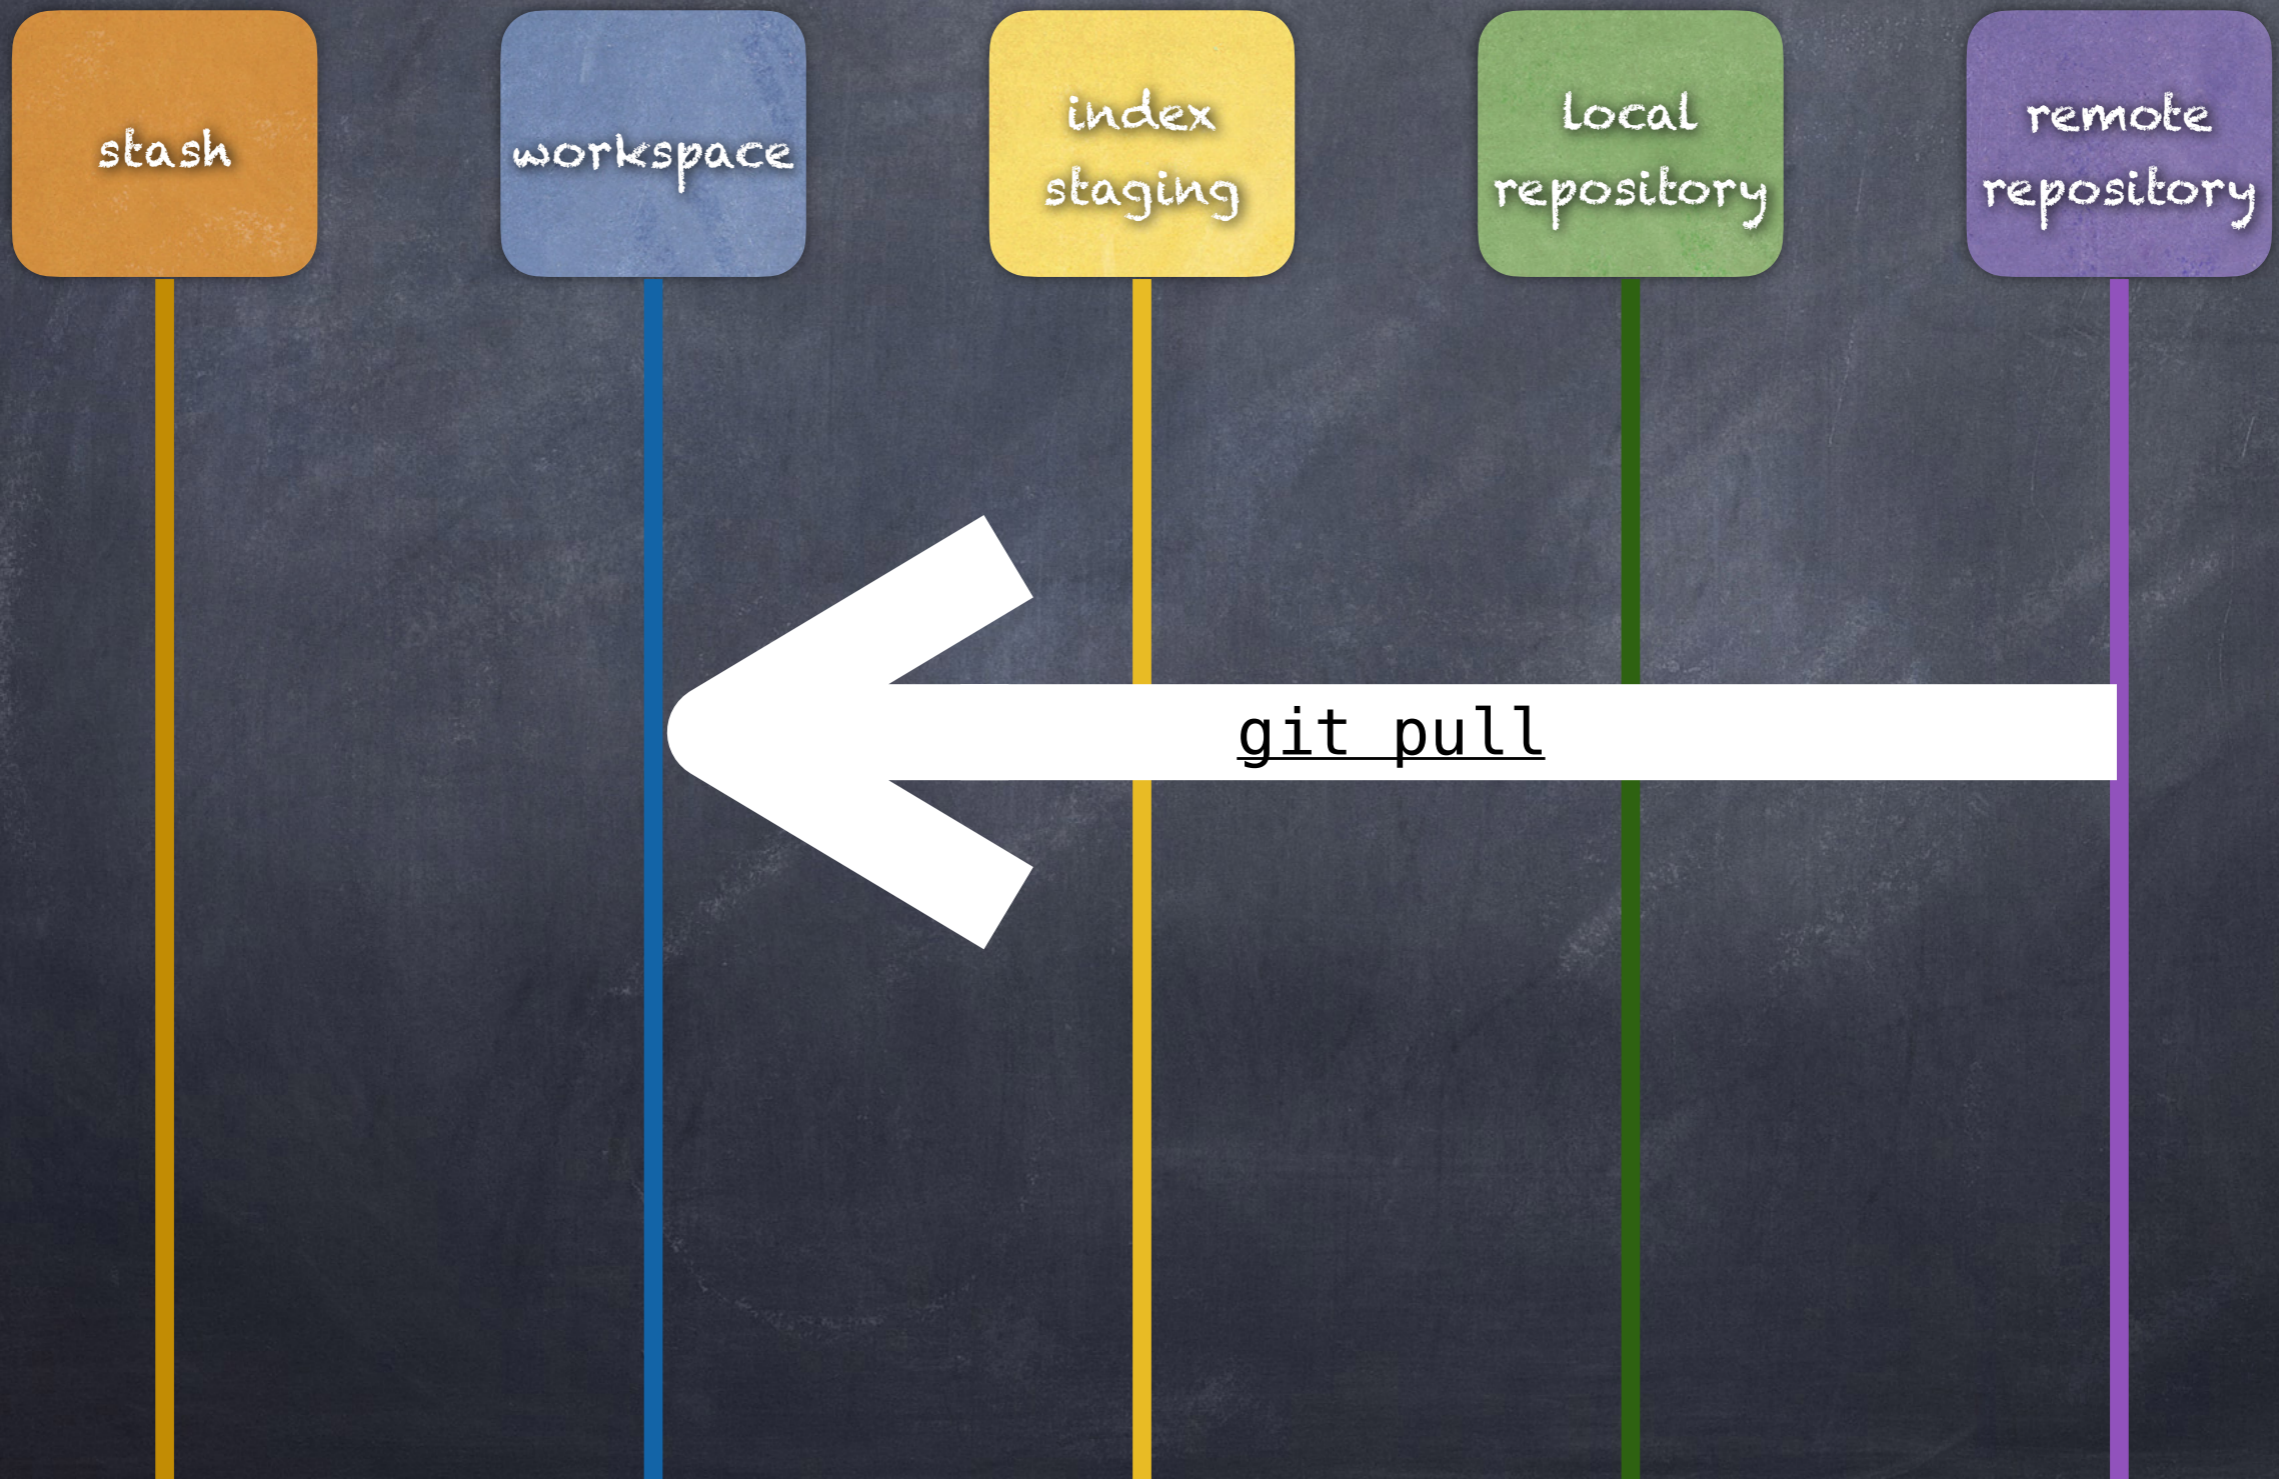 stash
workspace
index
staging
local
repository
remote
repository
git pull